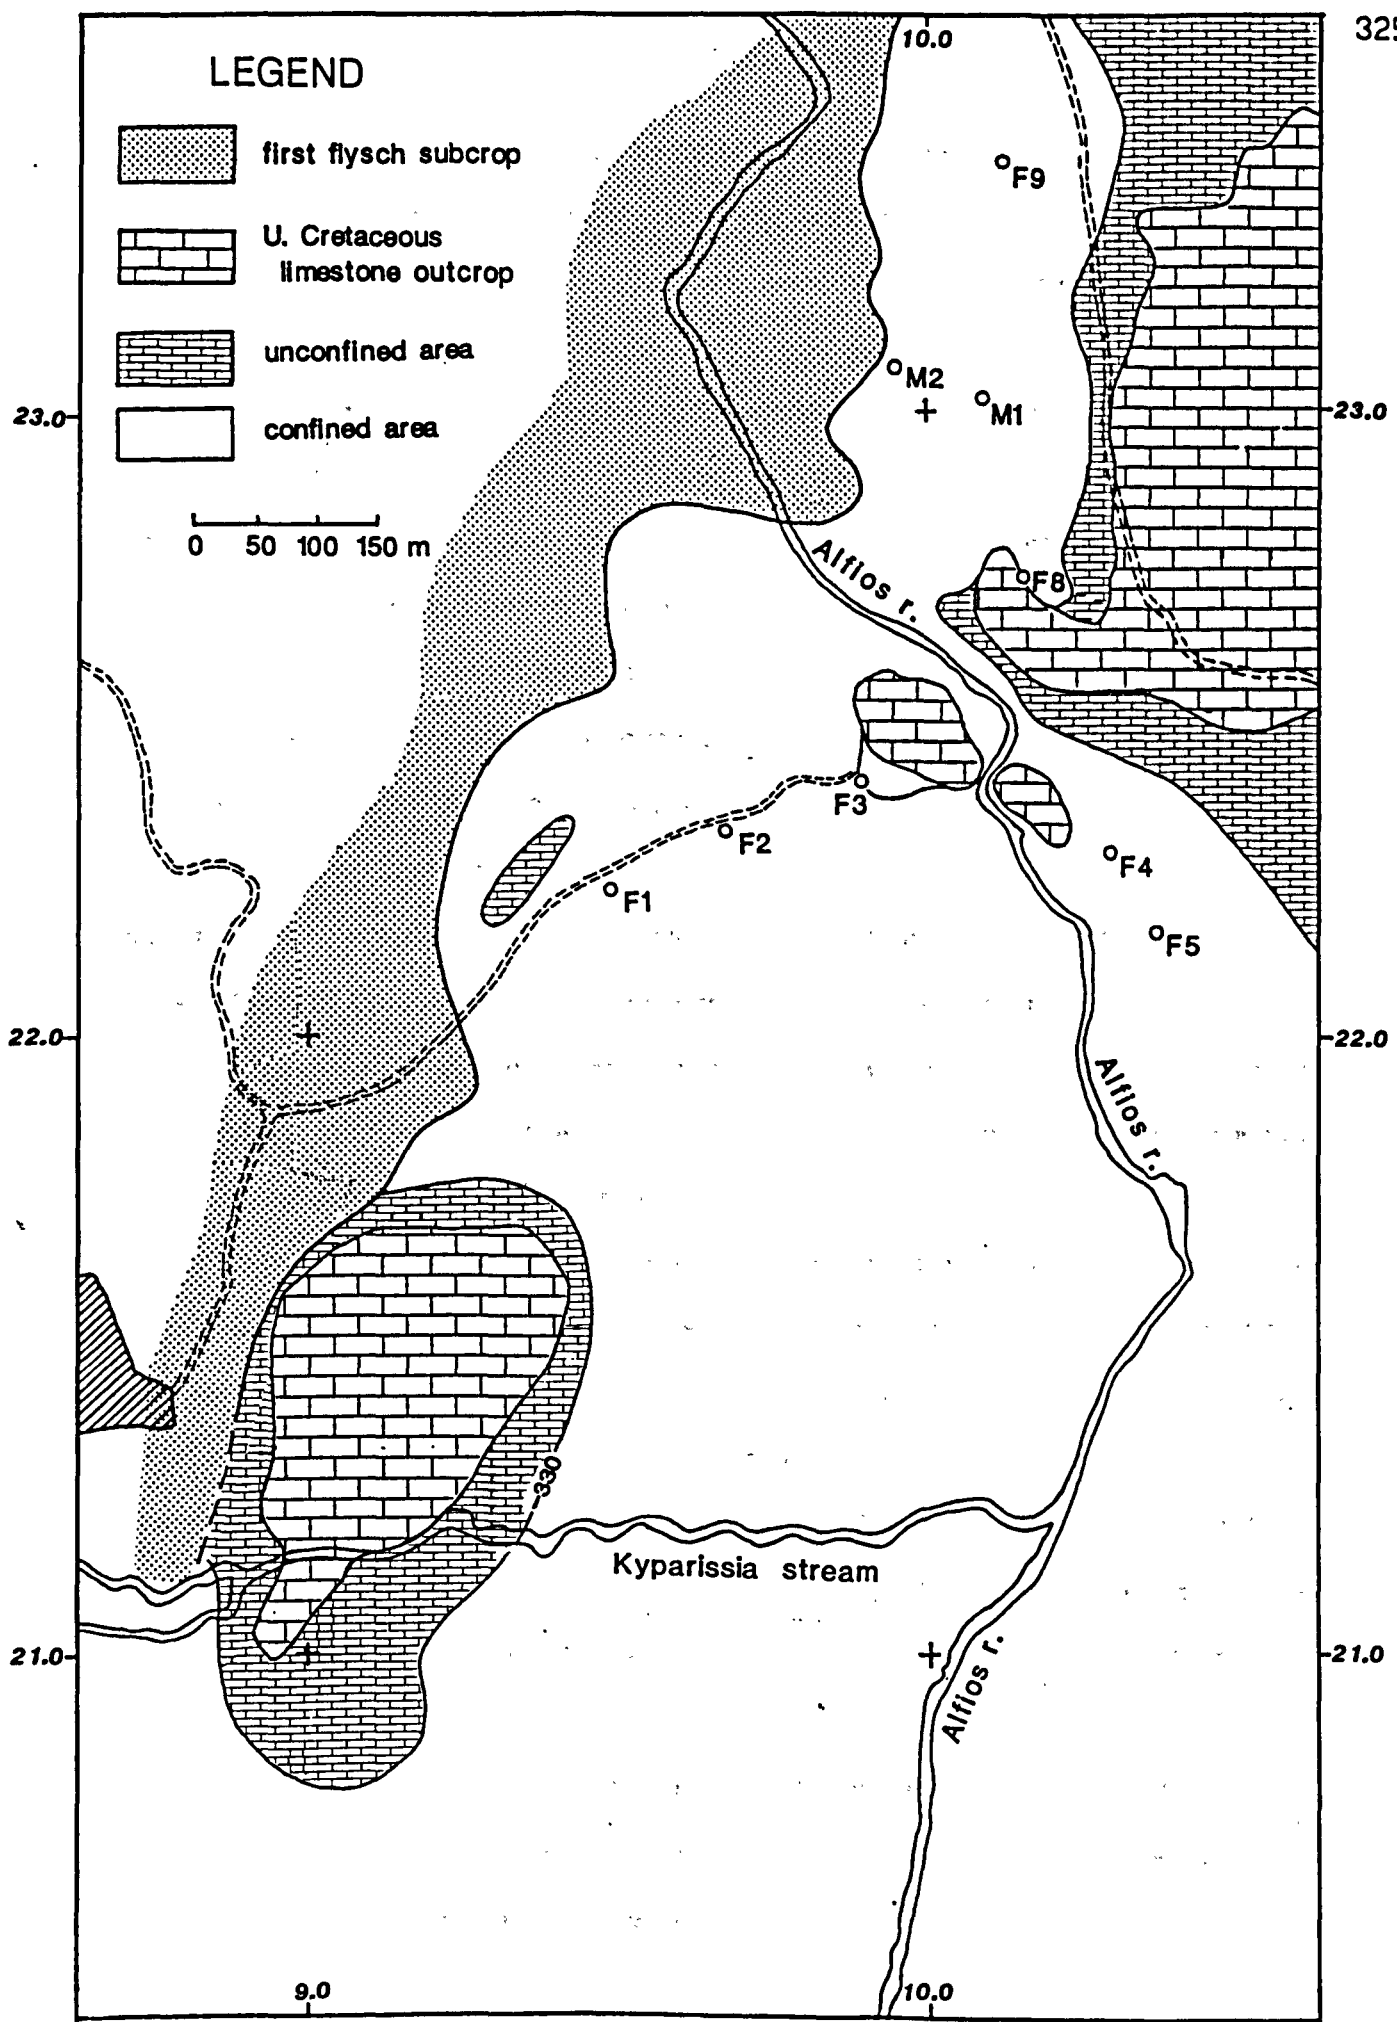 325
10.0
LEGEND
first flysch subcrop
U. Cretaceous
limestone outcrop
unconfined area
confined area
0 50 100 150 m
F9
M2
M1
23.0
23.0
Alfios r.
F8
F3
F2
F1
F4
F5
22.0
22.0
Alfios r.
330
Kyparissia stream
21.0
21.0
Alfios r.
9.0
10.0